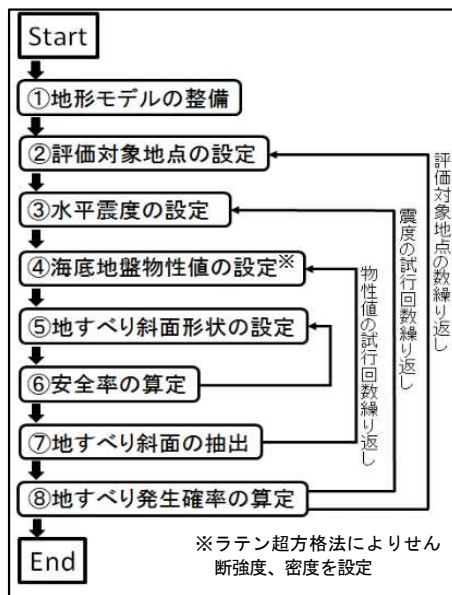 Start
①地形モデルの整備
②評価対象地点の設定
③水平震度の設定
④海底地盤物性値の設定※
⑤地すべり斜面形状の設定
⑥安全率の算定
⑦地すべり斜面の抽出
⑧地すべり発生確率の算定
End
物性値の試行回数繰り返し
震度の試行回数繰り返し
評価対象地点の数繰り返し
※ラテン超方格法によりせん
断強度、密度を設定